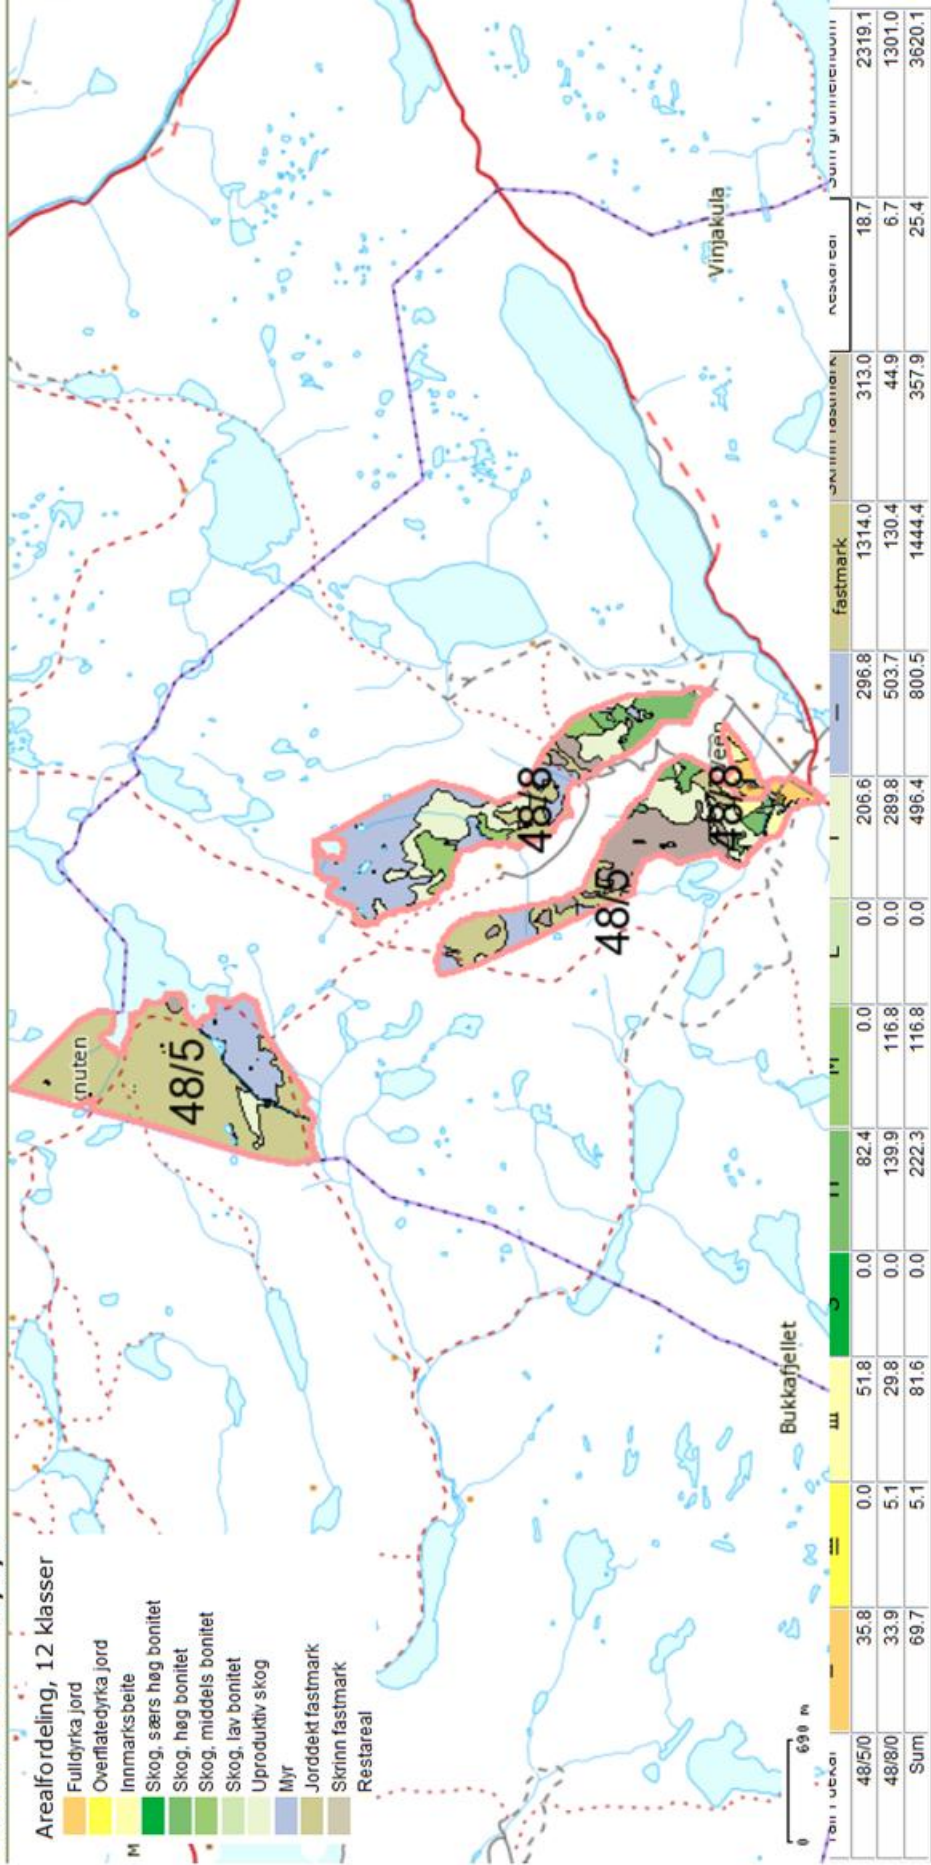 Arealfordeling, 12 klasser
Fulldyrka jord
Overflatedyrka jord
Innmarksbeite
Skog, særs høg bonitet
Skog, høg bonitet
Skog, middels bonitet
Skog, lav bonitet
Uproduktiv skog
Myr
Jorddekt fastmark
Skrinn fastmark
Restareal
M
nuten
48/5
48/8
48/5
48/8
Vinjakula
Bukkafjellet
0 690 m
fastmark
48/5/0 35.8 0.0 51.8 0.0 82.4 0.0 0.0 206.6 296.8 1314.0 313.0 18.7 2319.1
48/8/0 33.9 5.1 29.8 0.0 139.9 116.8 0.0 289.8 503.7 130.4 44.9 6.7 1301.0
Sum 69.7 5.1 81.6 0.0 222.3 116.8 0.0 496.4 800.5 1444.4 357.9 25.4 3620.1